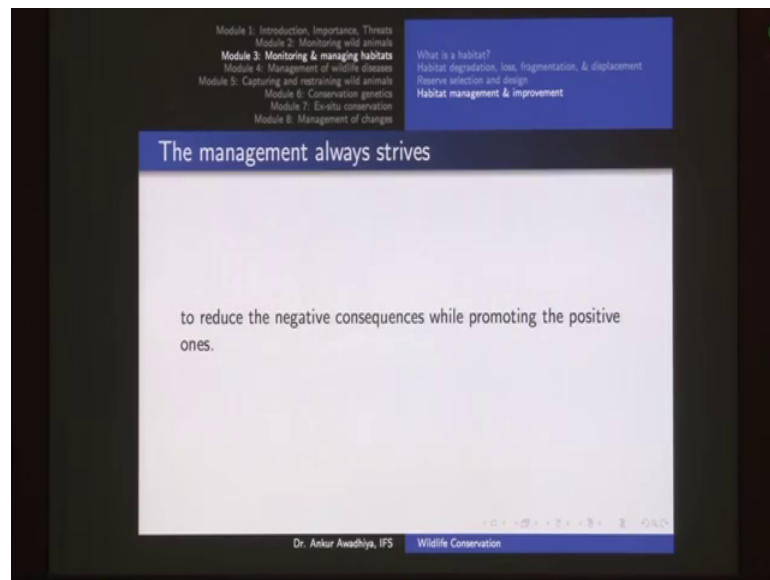 Module 1: Introduction, Importance, Threats
Module 2: Monitoring wild animals
Module 3: Monitoring & managing habitats
Module 4: Management of wildlife diseases
Module 5: Capturing and restraining wild animals
Module 6: Conservation genetics
Module 7: Ex-situ conservation
Module 8: Management of changes
What is a habitat?
Habitat degradation, loss, fragmentation, & displacement
Reserve selection and design
Habitat management & improvement
The management always strives
to reduce the negative consequences while promoting the positive
ones.
Dr. Ankur Awadhiya, IFS
Wildlife Conservation